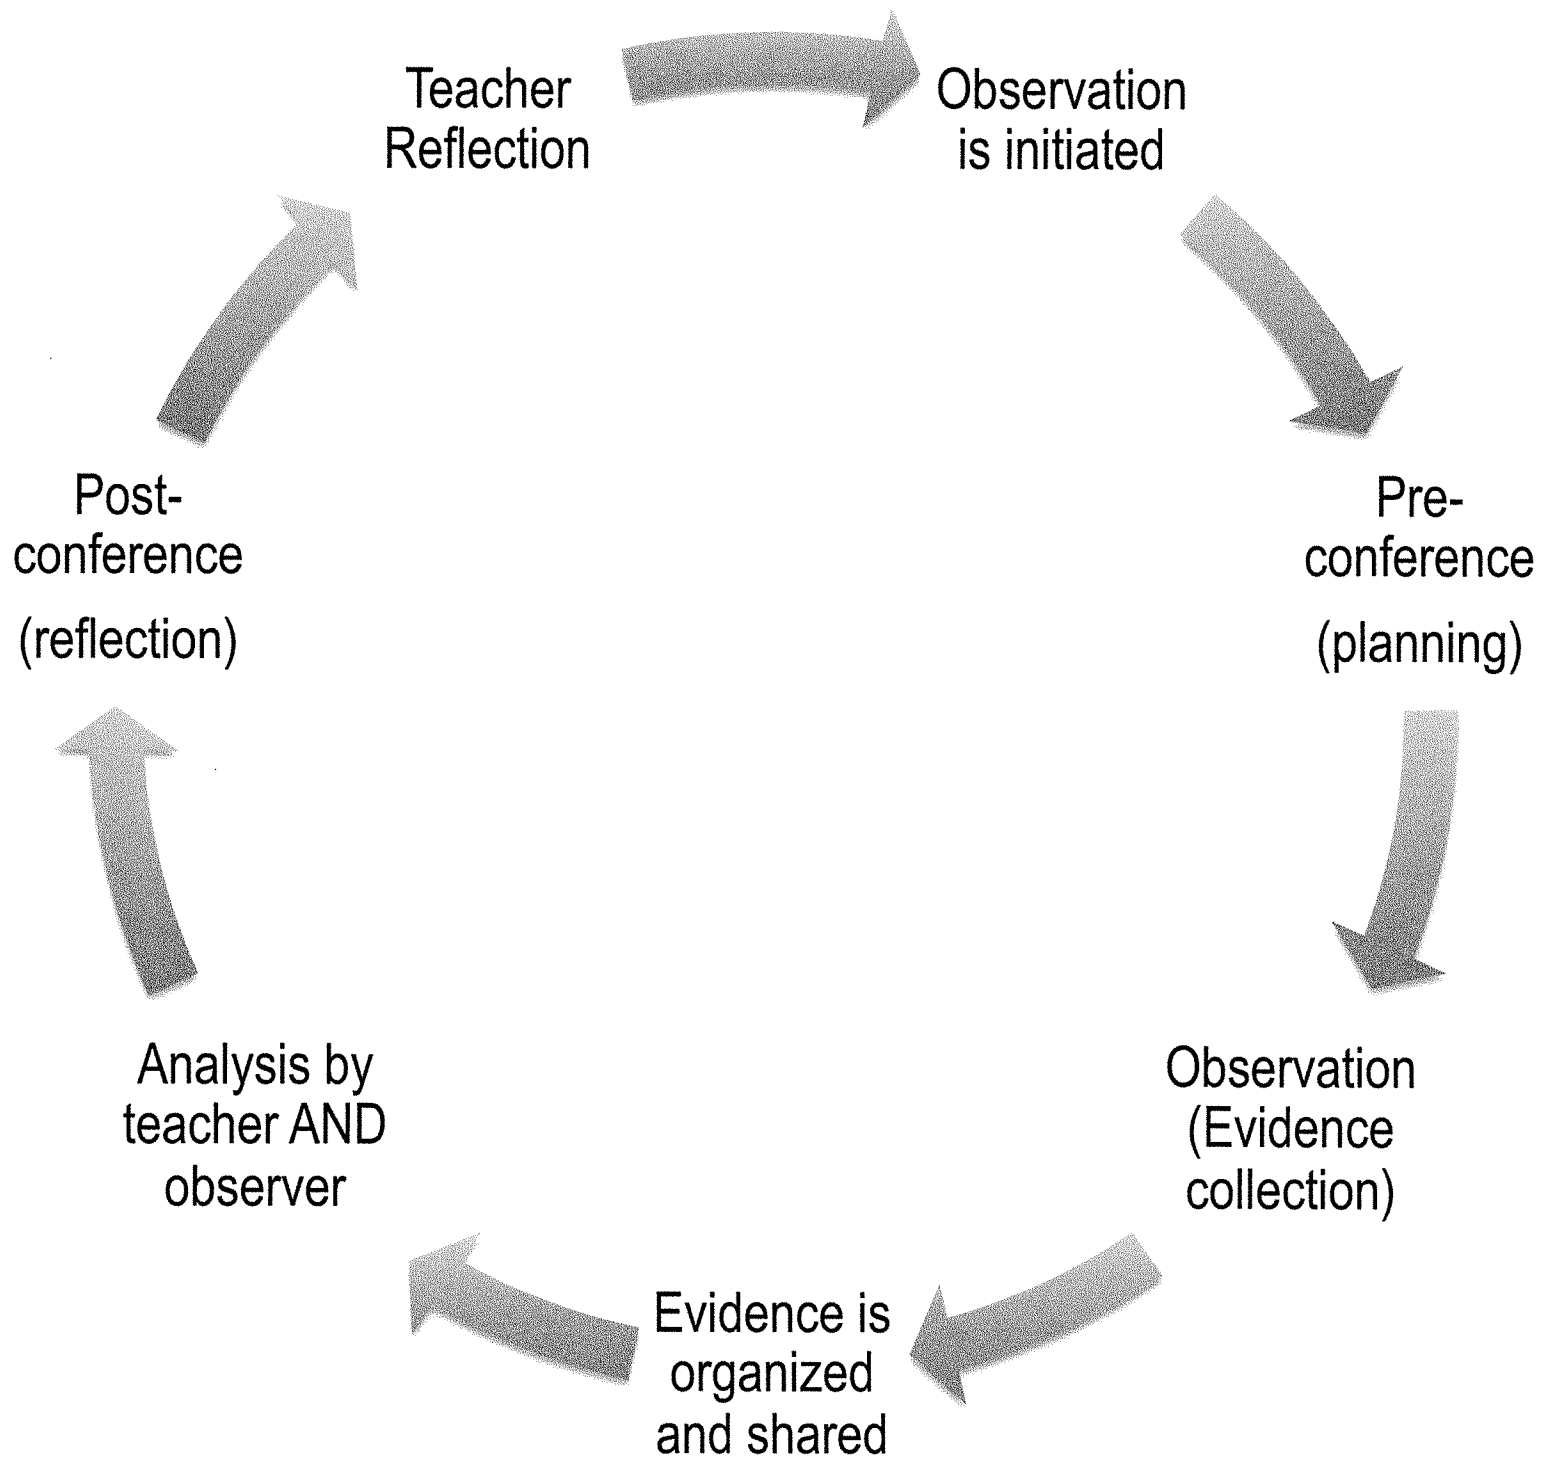 Teacher
Reflection
Observation
is initiated
Pre-
conference
(planning)
Observation
(Evidence
collection)
Evidence is
organized
and shared
Analysis by
teacher AND
observer
Post-
conference
(reflection)